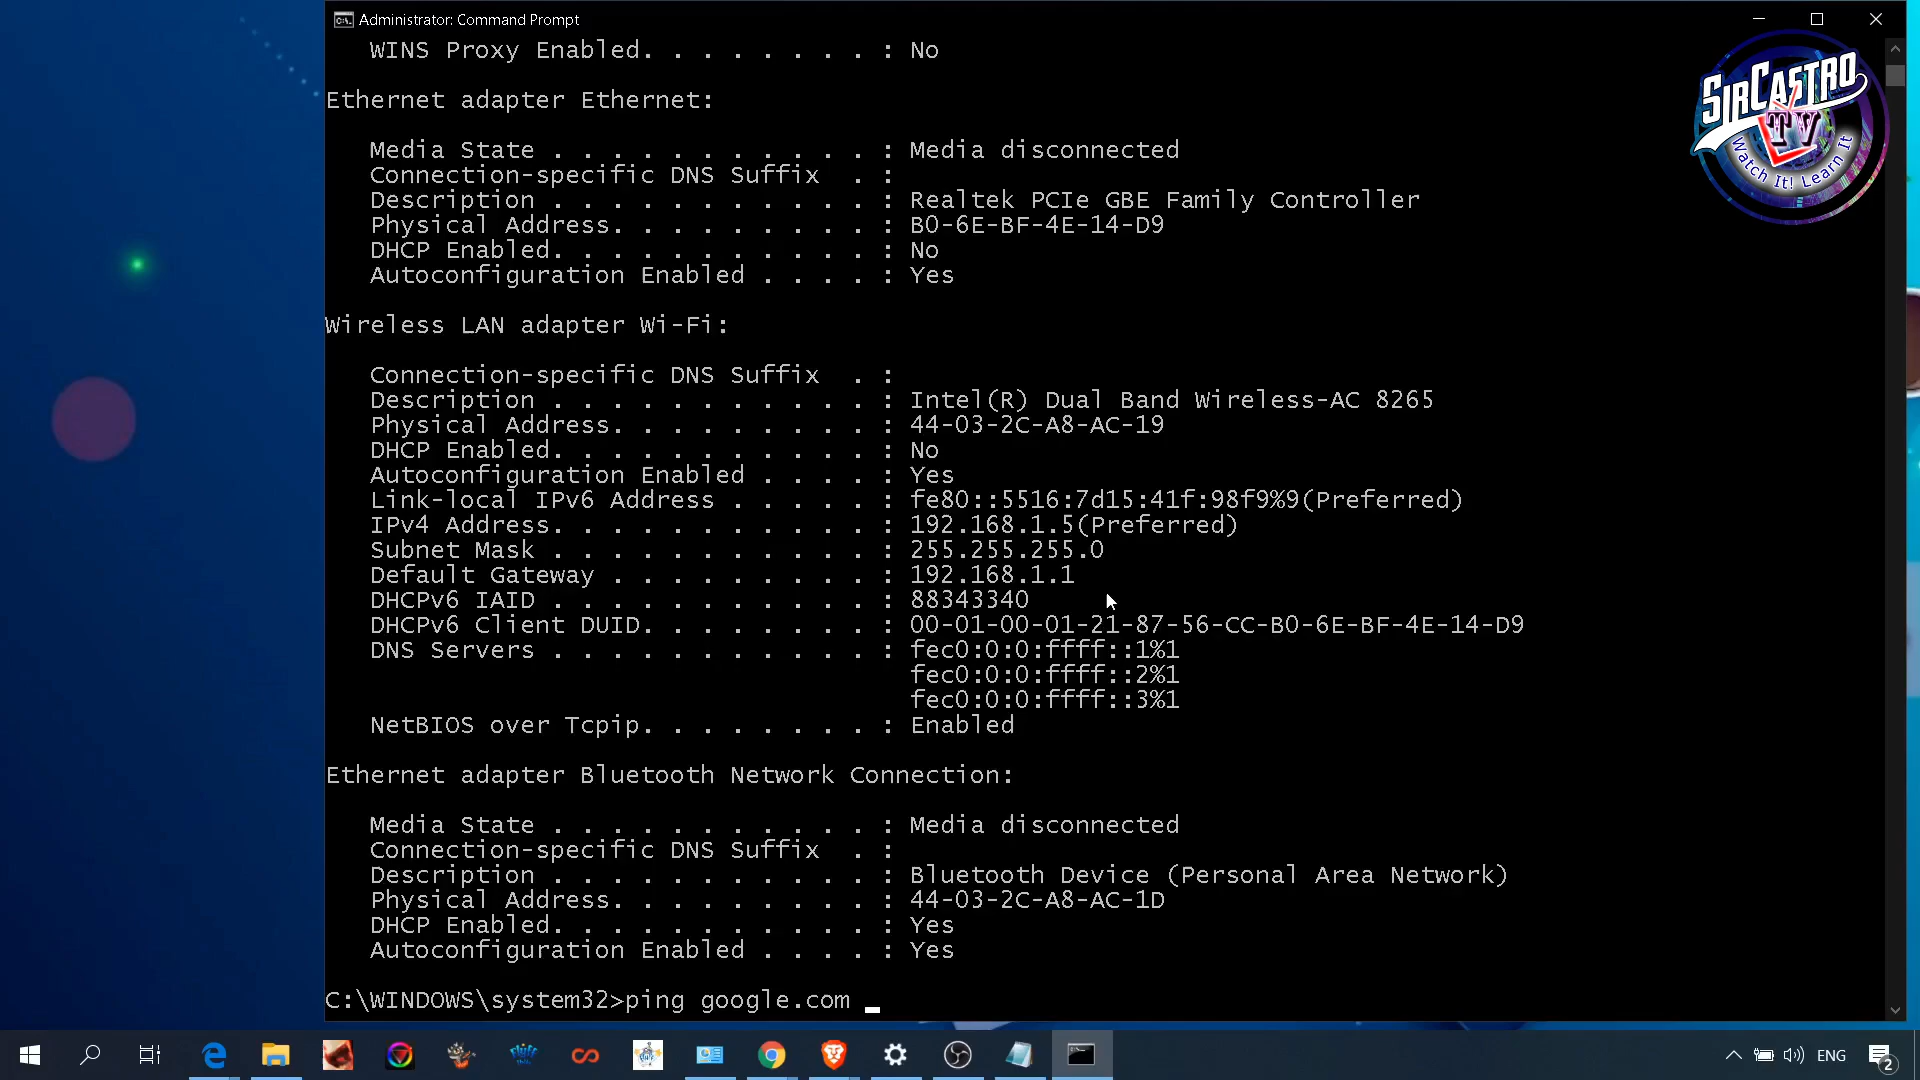 Administrator: Command Prompt
WINS Proxy Enabled. . . . . . . . : No
Ethernet adapter Ethernet:
Media State . . . . . . . . . . . : Media disconnected
Connection-specific DNS Suffix  . :
Description . . . . . . . . . . . : Realtek PCIe GBE Family Controller
Physical Address. . . . . . . . . : B0-6E-BF-4E-14-D9
DHCP Enabled. . . . . . . . . . . : No
Autoconfiguration Enabled . . . . : Yes
Wireless LAN adapter Wi-Fi:
Connection-specific DNS Suffix  . :
Description . . . . . . . . . . . : Intel(R) Dual Band Wireless-AC 8265
Physical Address. . . . . . . . . : 44-03-2C-A8-AC-19
DHCP Enabled. . . . . . . . . . . : No
Autoconfiguration Enabled . . . . : Yes
Link-local IPv6 Address . . . . . : fe80::5516:7d15:41f:98f9%9(Preferred)
IPv4 Address. . . . . . . . . . . : 192.168.1.5(Preferred)
Subnet Mask . . . . . . . . . . . : 255.255.255.0
Default Gateway . . . . . . . . . : 192.168.1.1
DHCPv6 IAID . . . . . . . . . . . : 88343340
DHCPv6 Client DUID. . . . . . . . : 00-01-00-01-21-87-56-CC-B0-6E-BF-4E-14-D9
DNS Servers . . . . . . . . . . . : fec0:0:0:ffff::1%1
fec0:0:0:ffff::2%1
fec0:0:0:ffff::3%1
NetBIOS over Tcpip. . . . . . . . : Enabled
Ethernet adapter Bluetooth Network Connection:
Media State . . . . . . . . . . . : Media disconnected
Connection-specific DNS Suffix  . :
Description . . . . . . . . . . . : Bluetooth Device (Personal Area Network)
Physical Address. . . . . . . . . : 44-03-2C-A8-AC-1D
DHCP Enabled. . . . . . . . . . . : Yes
Autoconfiguration Enabled . . . . : Yes
C:\WINDOWS\system32>ping google.com _
SIRCASTRO
TV
Watch It! Learn It
ENG
2